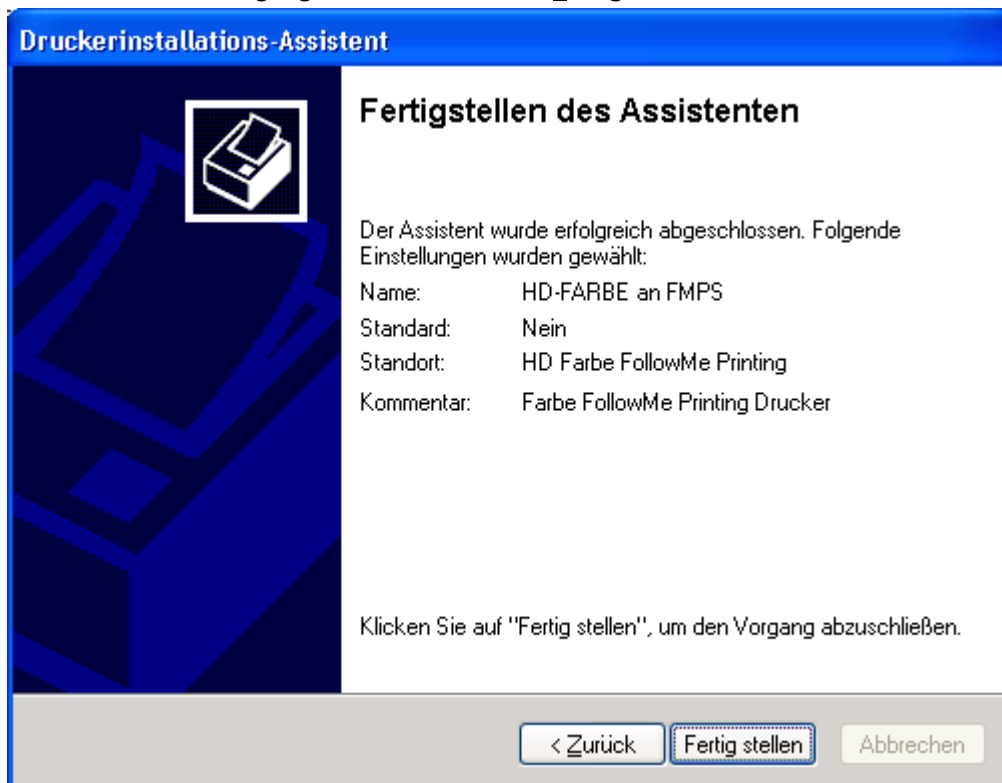 Druckerinstallations-Assistent
Fertigstellen des Assistenten
Der Assistent wurde erfolgreich abgeschlossen. Folgende
Einstellungen wurden gewählt:
Name: HD-FARBE an FMPS
Standard: Nein
Standort: HD Farbe FollowMe Printing
Kommentar: Farbe FollowMe Printing Drucker
Klicken Sie auf "Fertig stellen", um den Vorgang abzuschließen.
< Zurück Fertig stellen Abbrechen